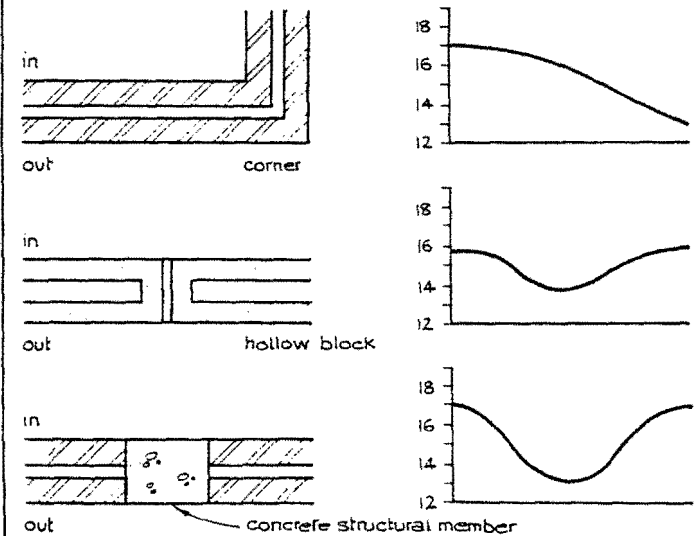 in
out
corner
18
16
14
12
in
out
hollow block
18
16
14
12
in
out
concrete structural member
18
16
14
12